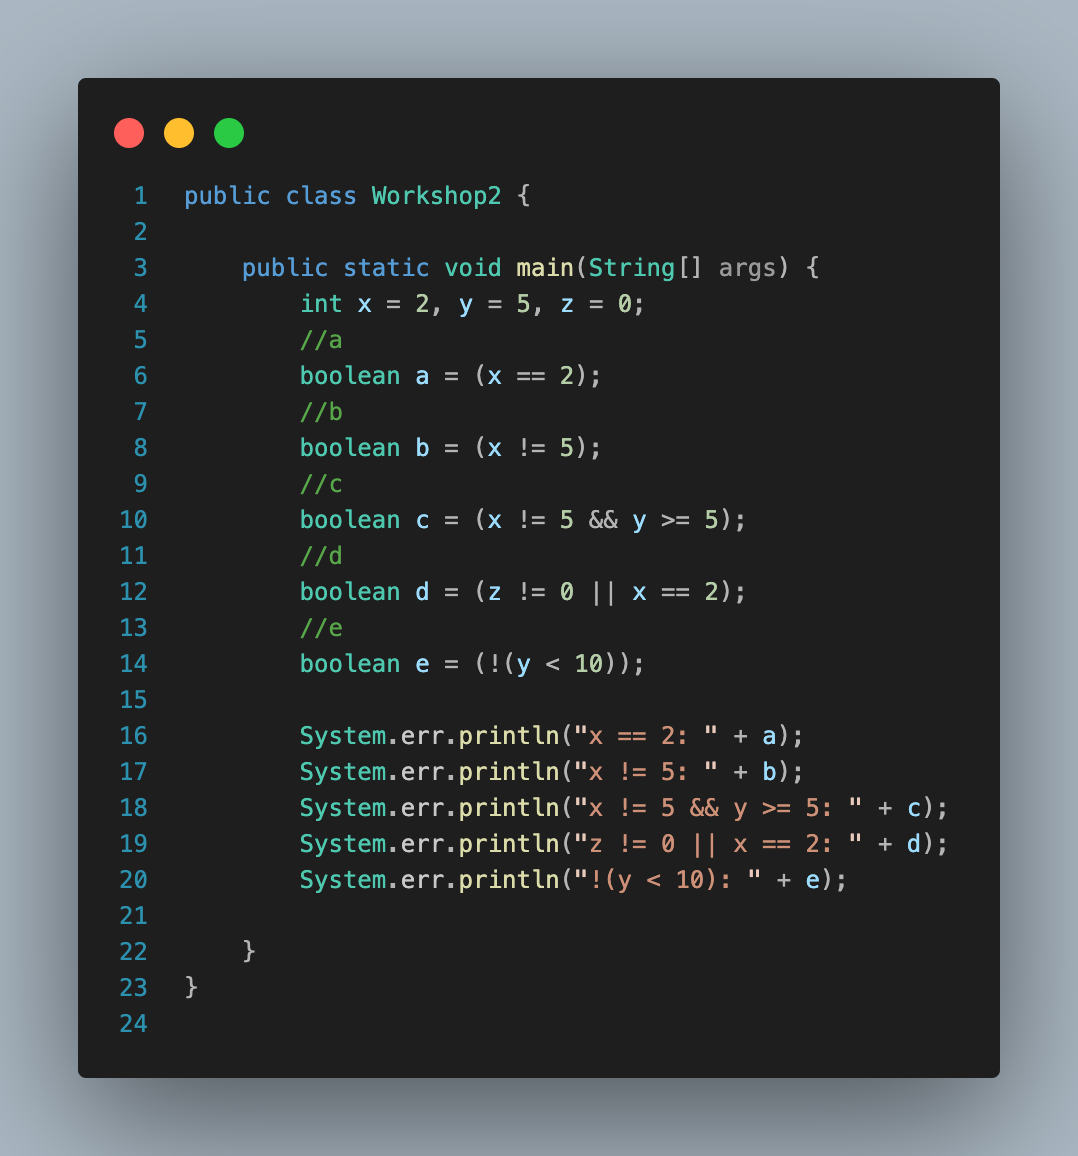 1 public class Workshop2 {
2
3     public static void main(String[] args) {
4         int x = 2, y = 5, z = 0;
5         //a
6         boolean a = (x == 2);
7         //b
8         boolean b = (x != 5);
9         //c
10         boolean c = (x != 5 && y >= 5);
11         //d
12         boolean d = (z != 0 || x == 2);
13         //e
14         boolean e = (!(y < 10));
15
16         System.err.println("x == 2: " + a);
17         System.err.println("x != 5: " + b);
18         System.err.println("x != 5 && y >= 5: " + c);
19         System.err.println("z != 0 || x == 2: " + d);
20         System.err.println("!(y < 10): " + e);
21
22     }
23 }
24